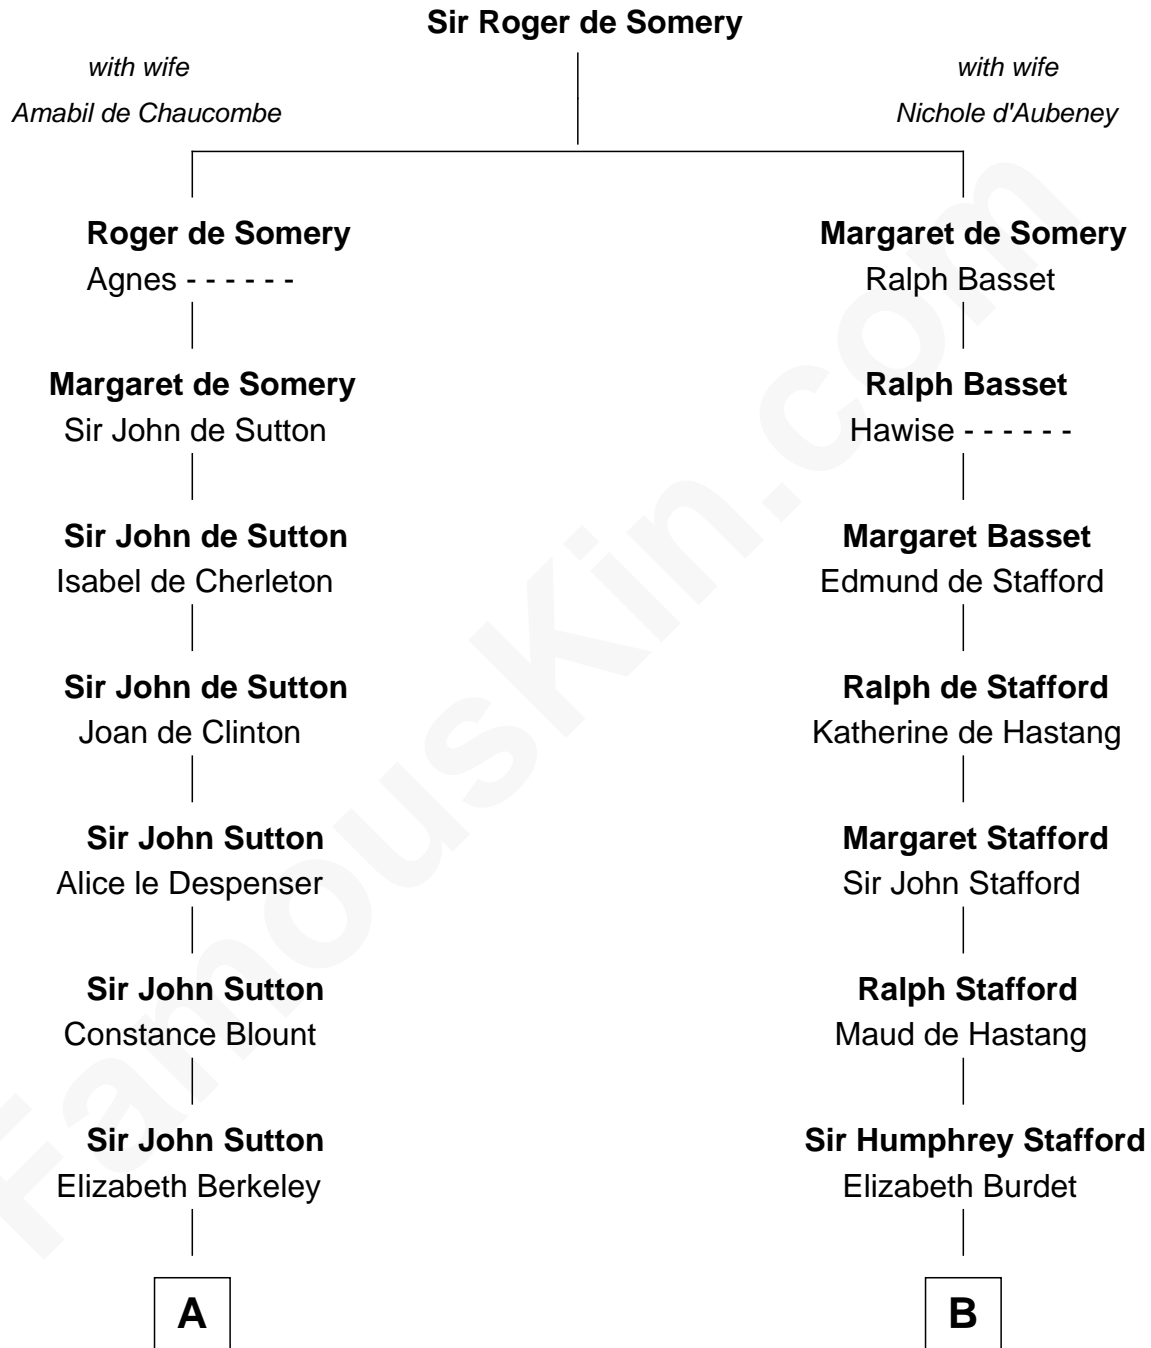 Sir Roger de Somery
with wife
Amabil de Chaucombe
with wife
Nichole d'Aubeney
Roger de Somery
Agnes - - - - - -
Margaret de Somery
Sir John de Sutton
Sir John de Sutton
Isabel de Cherleton
Sir John de Sutton
Joan de Clinton
Sir John Sutton
Alice le Despenser
Sir John Sutton
Constance Blount
Sir John Sutton
Elizabeth Berkeley
A
Margaret de Somery
Ralph Basset
Ralph Basset
Hawise - - - - - -
Margaret Basset
Edmund de Stafford
Ralph de Stafford
Katherine de Hastang
Margaret Stafford
Sir John Stafford
Ralph Stafford
Maud de Hastang
Sir Humphrey Stafford
Elizabeth Burdet
B
FamousKin.com